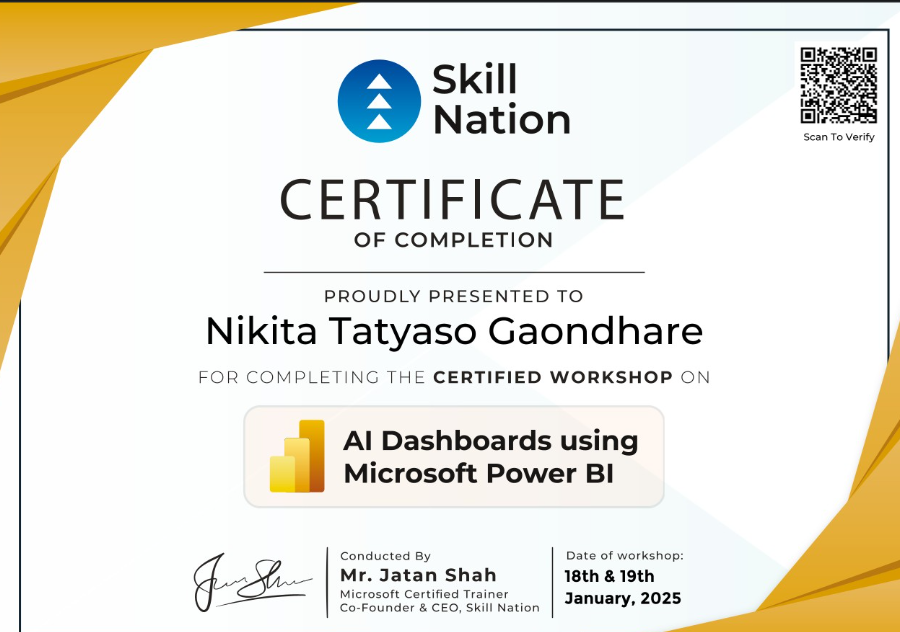 Skill
Nation
Scan To Verify
CERTIFICATE
OF COMPLETION
PROUDLY PRESENTED TO
Nikita Tatyaso Gaondhare
FOR COMPLETING THE CERTIFIED WORKSHOP ON
AI Dashboards using
Microsoft Power BI
Conducted By
Mr. Jatan Shah
Microsoft Certified Trainer
Co-Founder & CEO, Skill Nation
Date of workshop:
18th & 19th
January, 2025